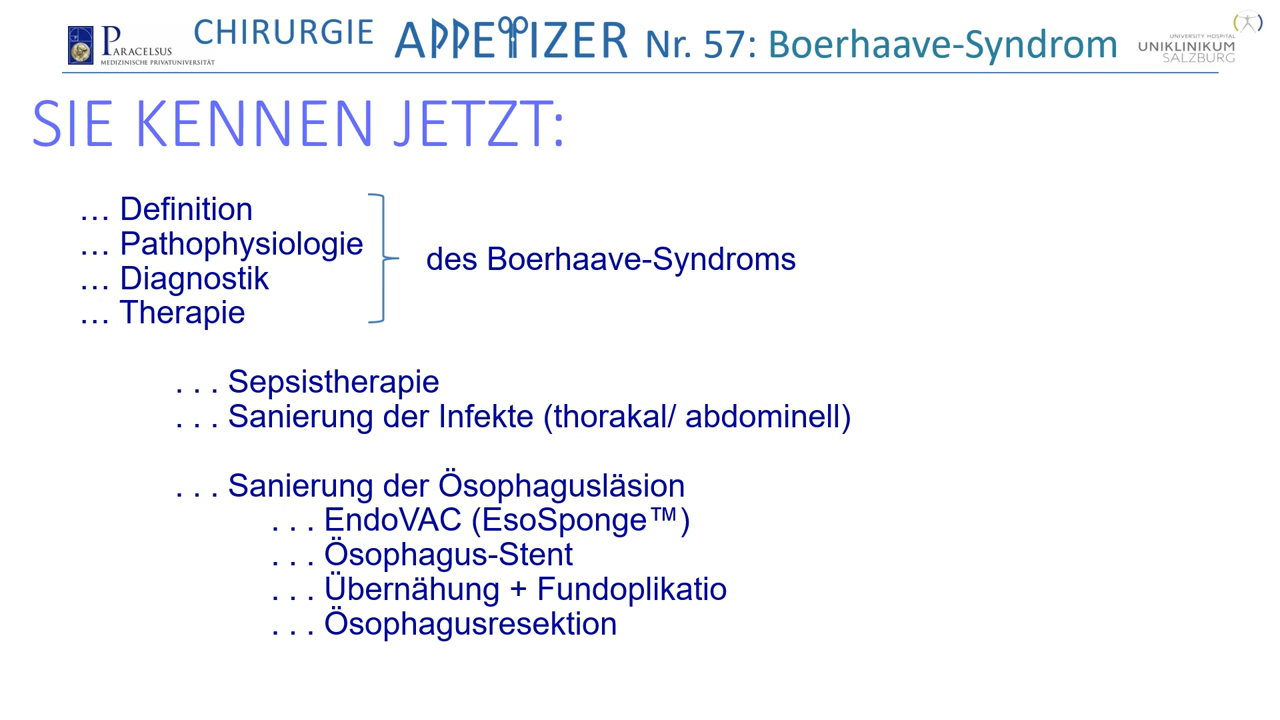 PARACELSUS
MEDIZINISCHE PRIVATUNIVERSITÄT
CHIRURGIE APPETIZER Nr. 57: Boerhaave-Syndrom
UNIVERSITY HOSPITAL
UNIKLINIKUM
SALZBURG
SIE KENNEN JETZT:
… Definition
… Pathophysiologie
… Diagnostik
… Therapie
des Boerhaave-Syndroms
. . . Sepsistherapie
. . . Sanierung der Infekte (thorakal/ abdominell)
. . . Sanierung der Ösophagusläsion
. . . EndoVAC (EsoSponge™)
. . . Ösophagus-Stent
. . . Übernähung + Fundoplikatio
. . . Ösophagusresektion